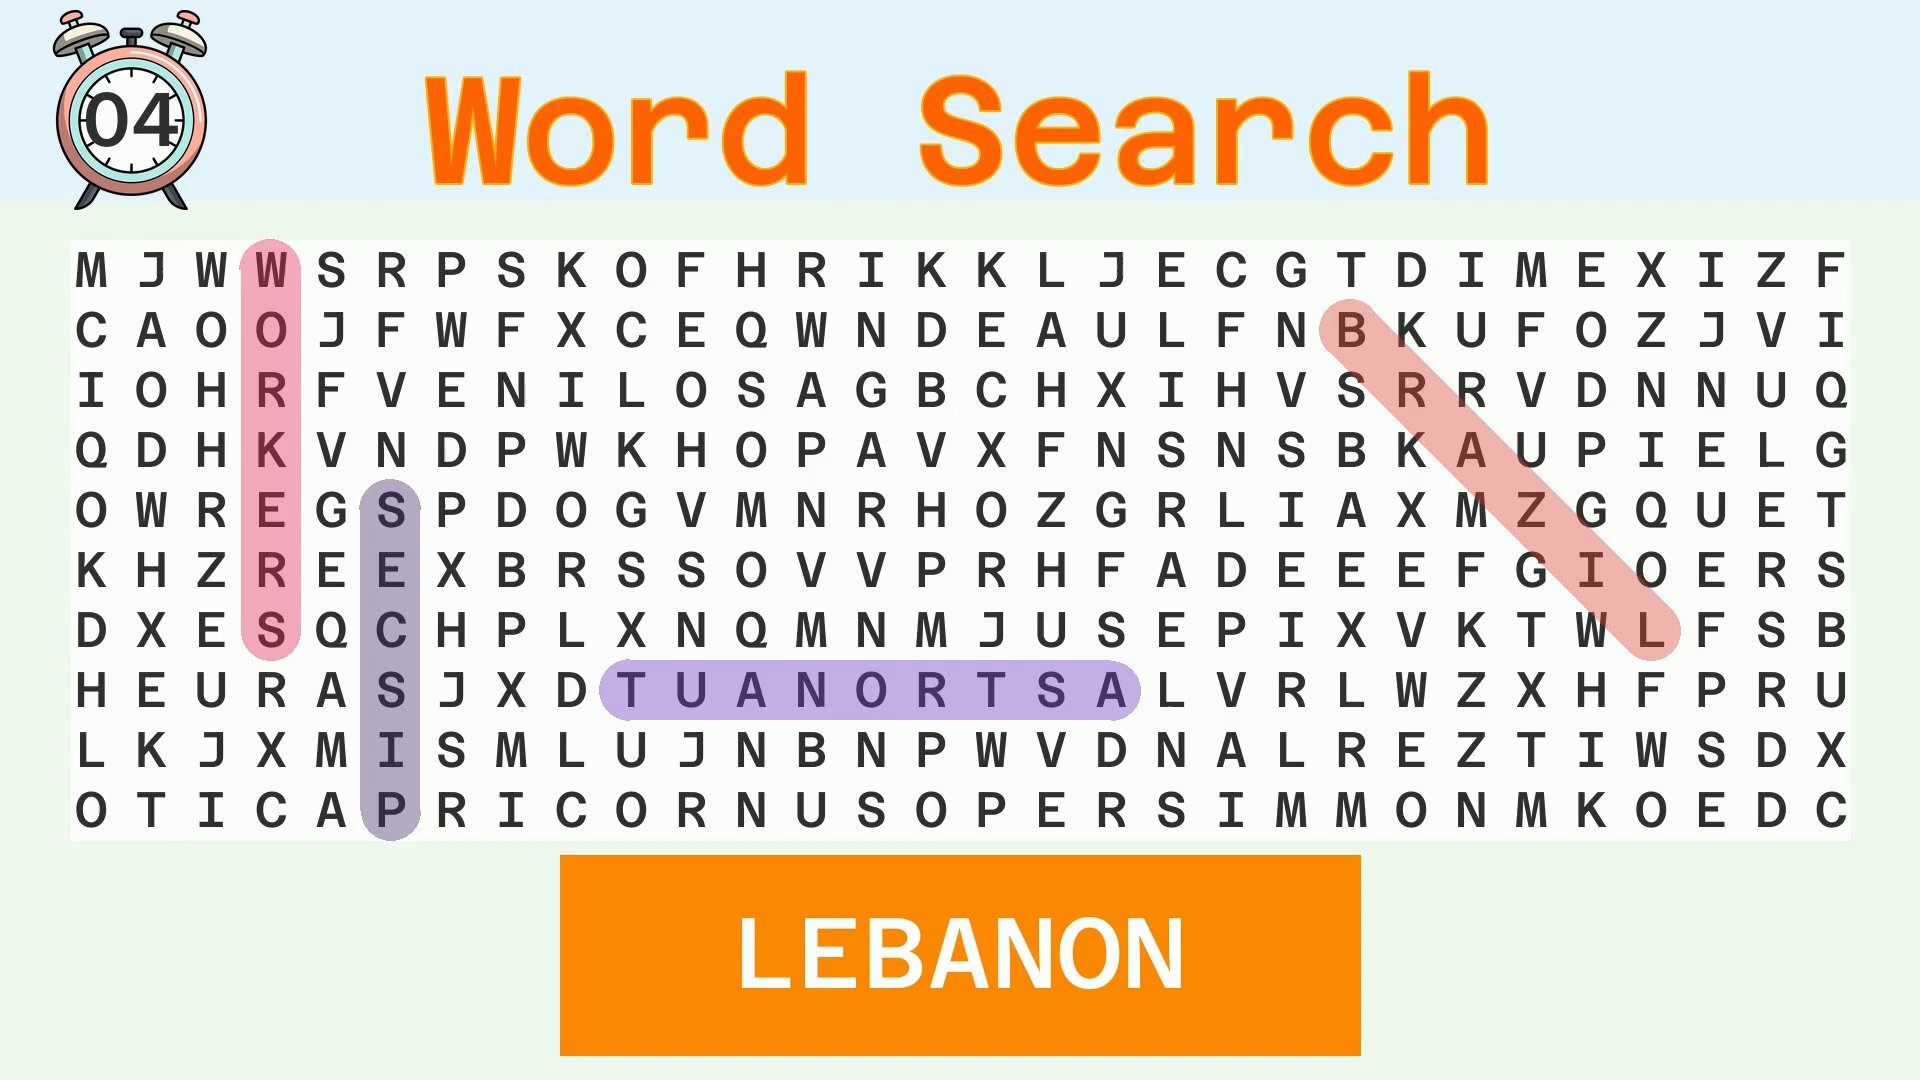 04
Word Search
M J W W S R P S K O F H R I K K L J E C G T D I M E X I Z F
C A O O J F W F X C E Q W N D E A U L F N B K U F O Z J V I
I O H R F V E N I L O S A G B C H X I H V S R R V D N N U Q
Q D H K V N D P W K H O P A V X F N S N S B K A U P I E L G
O W R E G S P D O G V M N R H O Z G R L I A X M Z G Q U E T
K H Z R E E X B R S S O V V P R H F A D E E E F G I O E R S
D X E S Q C H P L X N Q M N M J U S E P I X V K T W L F S B
H E U R A S J X D T U A N O R T S A L V R L W Z X H F P R U
L K J X M I S M L U J N B N P W V D N A L R E Z T I W S D X
O T I C A P R I C O R N U S O P E R S I M M O N M K O E D C
LEBANON